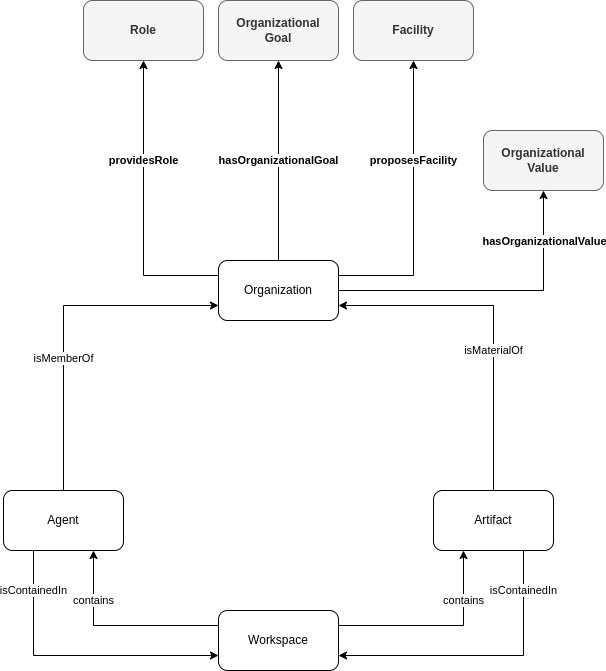 Role
Organizational
Goal
Facility
providesRole
hasOrganizationalGoal
proposesFacility
Organizational
Value
hasOrganizationalValue
Organization
isMemberOf
isMaterialOf
Agent
Artifact
isContainedIn
contains
contains
isContainedIn
Workspace